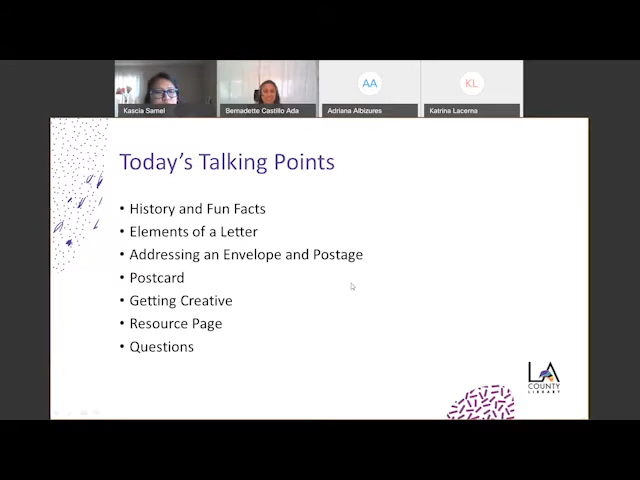 AA
KL
Kascia Samel
Bernadette Castillo Ada
Adriana Albizures
Katrina Lacerna
Today's Talking Points
• History and Fun Facts
• Elements of a Letter
• Addressing an Envelope and Postage
• Postcard
• Getting Creative
• Resource Page
• Questions
LA
COUNTY
LIBRARY